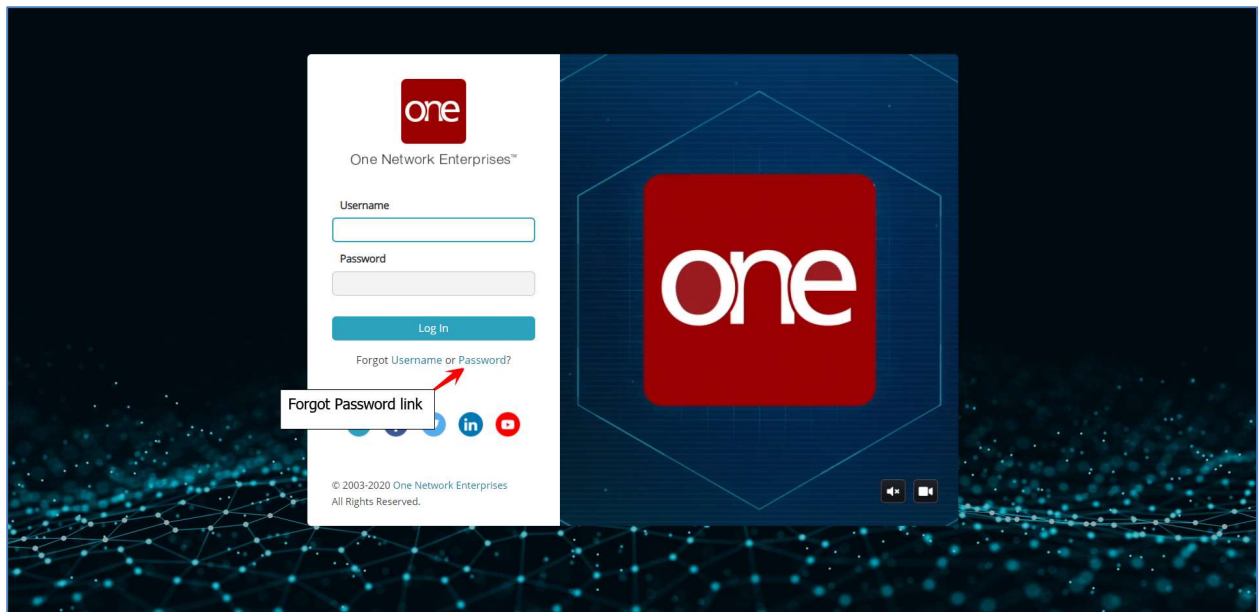 one
One Network Enterprises™
Username
Password
Log In
Forgot Username or Password?
Forgot Password link
© 2003-2020 One Network Enterprises
All Rights Reserved.
one